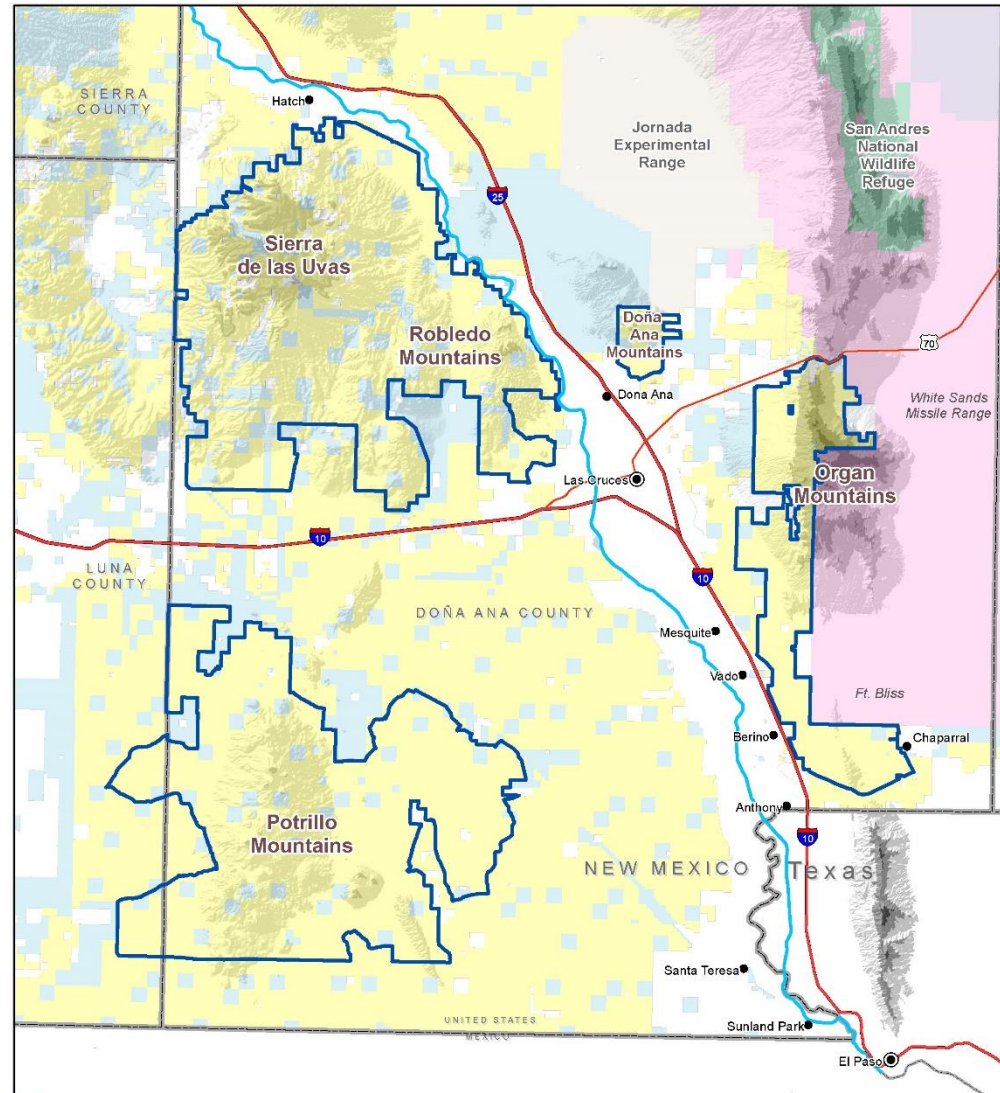 SIERRA
COUNTY
Hatch
25
Jornada
Experimental
Range
San Andres
National
Wildlife
Refuge
Sierra
de las Uvas
Robledo
Mountains
Doña
Ana
Mountains
70
Dona Ana
White Sands
Missile Range
Las Cruces
Organ
Mountains
10
LUNA
COUNTY
10
DOÑA ANA COUNTY
Mesquite
Vado
Ft. Bliss
Berino
Chaparral
Anthony
Potrillo
Mountains
10
NEW MEXICO
Texas
Santa Teresa
UNITED STATES
MEXICO
Sunland Park
El Paso